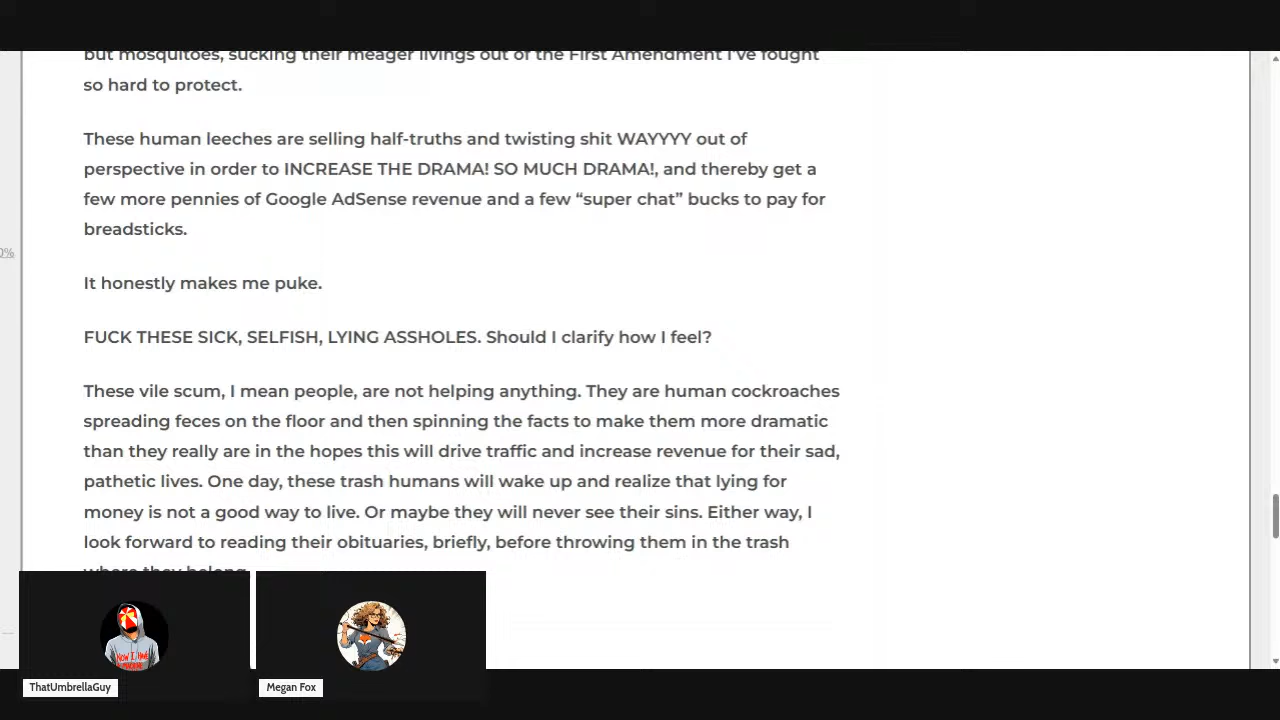 but mosquitoes, sucking their meager livings out of the First Amendment I've fought
so hard to protect.
These human leeches are selling half-truths and twisting shit WAYYYY out of
perspective in order to INCREASE THE DRAMA! SO MUCH DRAMA!, and thereby get a
few more pennies of Google AdSense revenue and a few “super chat” bucks to pay for
breadsticks.
0%
It honestly makes me puke.
FUCK THESE SICK, SELFISH, LYING ASSHOLES. Should I clarify how I feel?
These vile scum, I mean people, are not helping anything. They are human cockroaches
spreading feces on the floor and then spinning the facts to make them more dramatic
than they really are in the hopes this will drive traffic and increase revenue for their sad,
pathetic lives. One day, these trash humans will wake up and realize that lying for
money is not a good way to live. Or maybe they will never see their sins. Either way, I
look forward to reading their obituaries, briefly, before throwing them in the trash
where they belong
NOW I HAVE
ThatUmbrellaGuy
Megan Fox